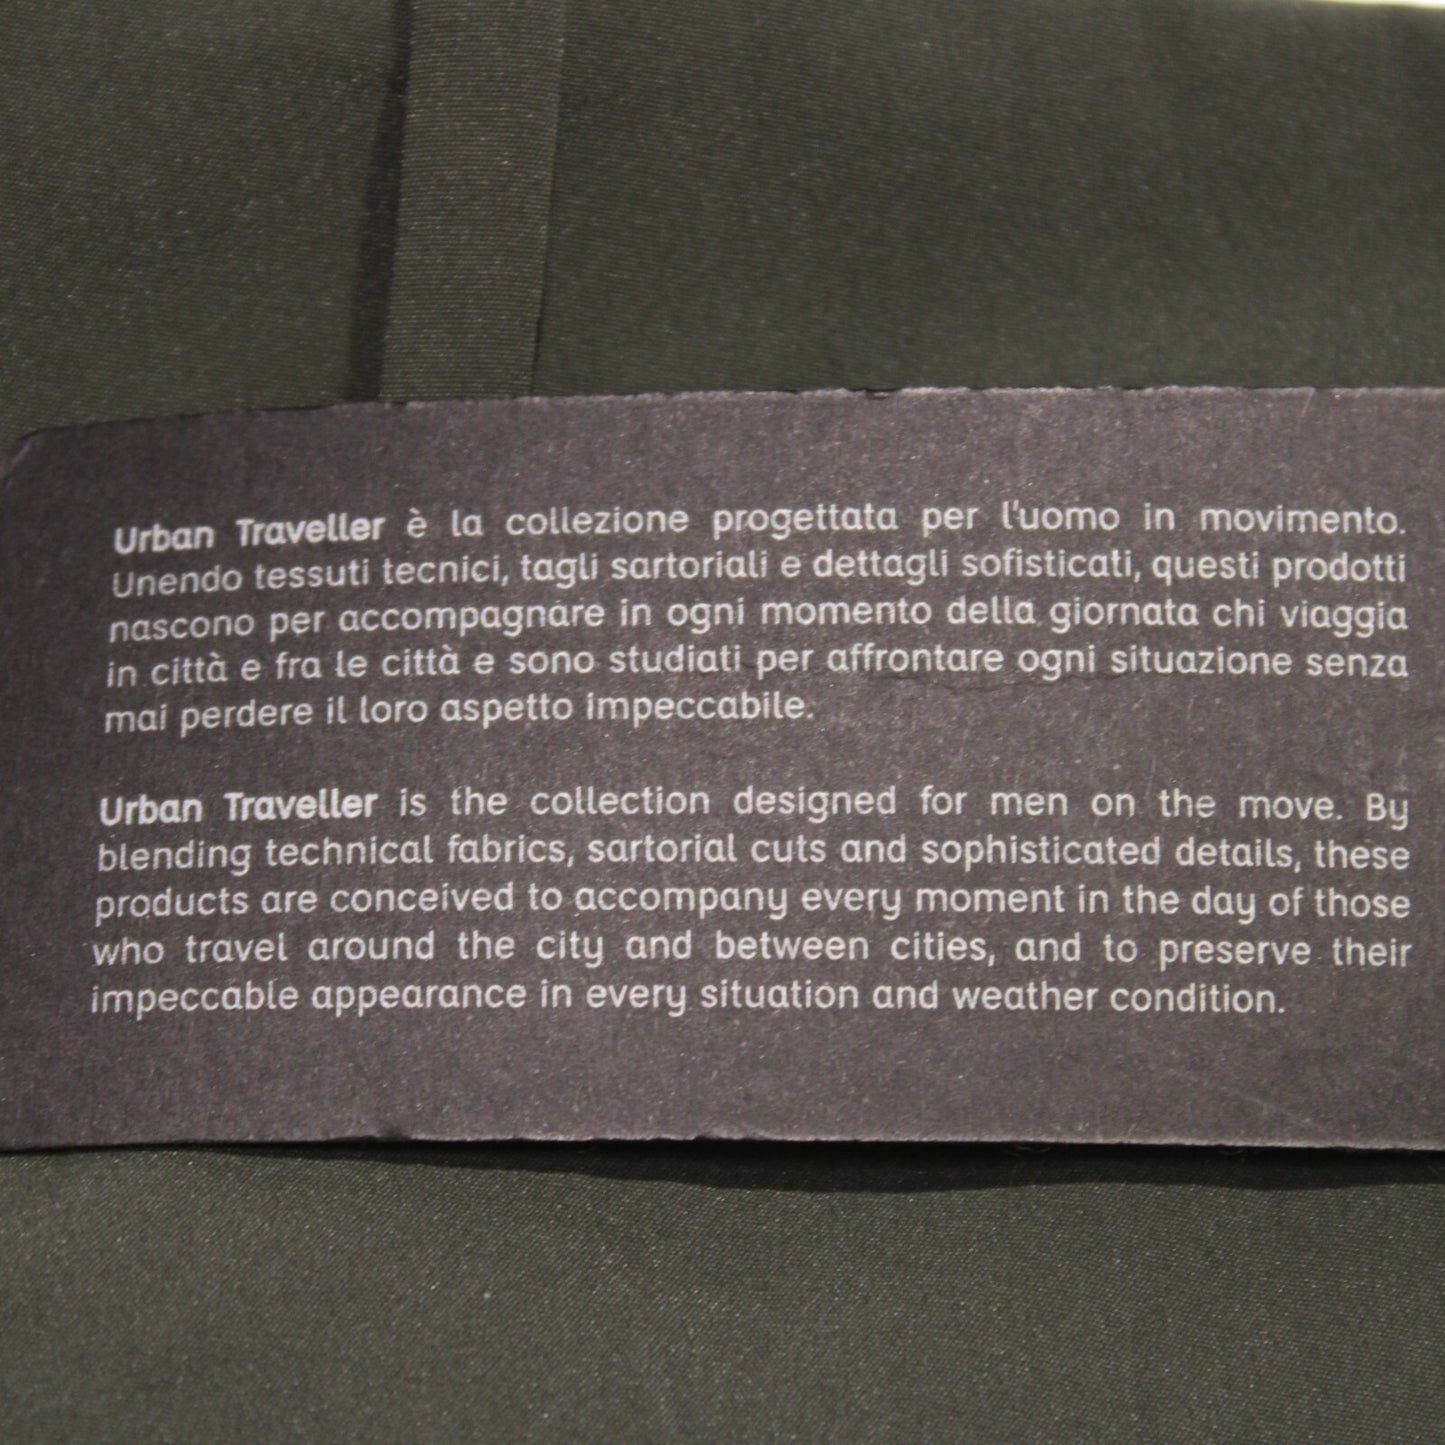 Urban Traveller è la collezione progettata per l'uomo in movimento.
Unendo tessuti tecnici, tagli sartoriali e dettagli sofisticati, questi prodotti
nascono per accompagnare in ogni momento della giornata chi viaggia
in città e fra le città e sono studiati per affrontare ogni situazione senza
mai perdere il loro aspetto impeccabile.
Urban Traveller is the collection designed for men on the move. By
blending technical fabrics, sartorial cuts and sophisticated details, these
products are conceived to accompany every moment in the day of those
who travel around the city and between cities, and to preserve their
impeccable appearance in every situation and weather condition.